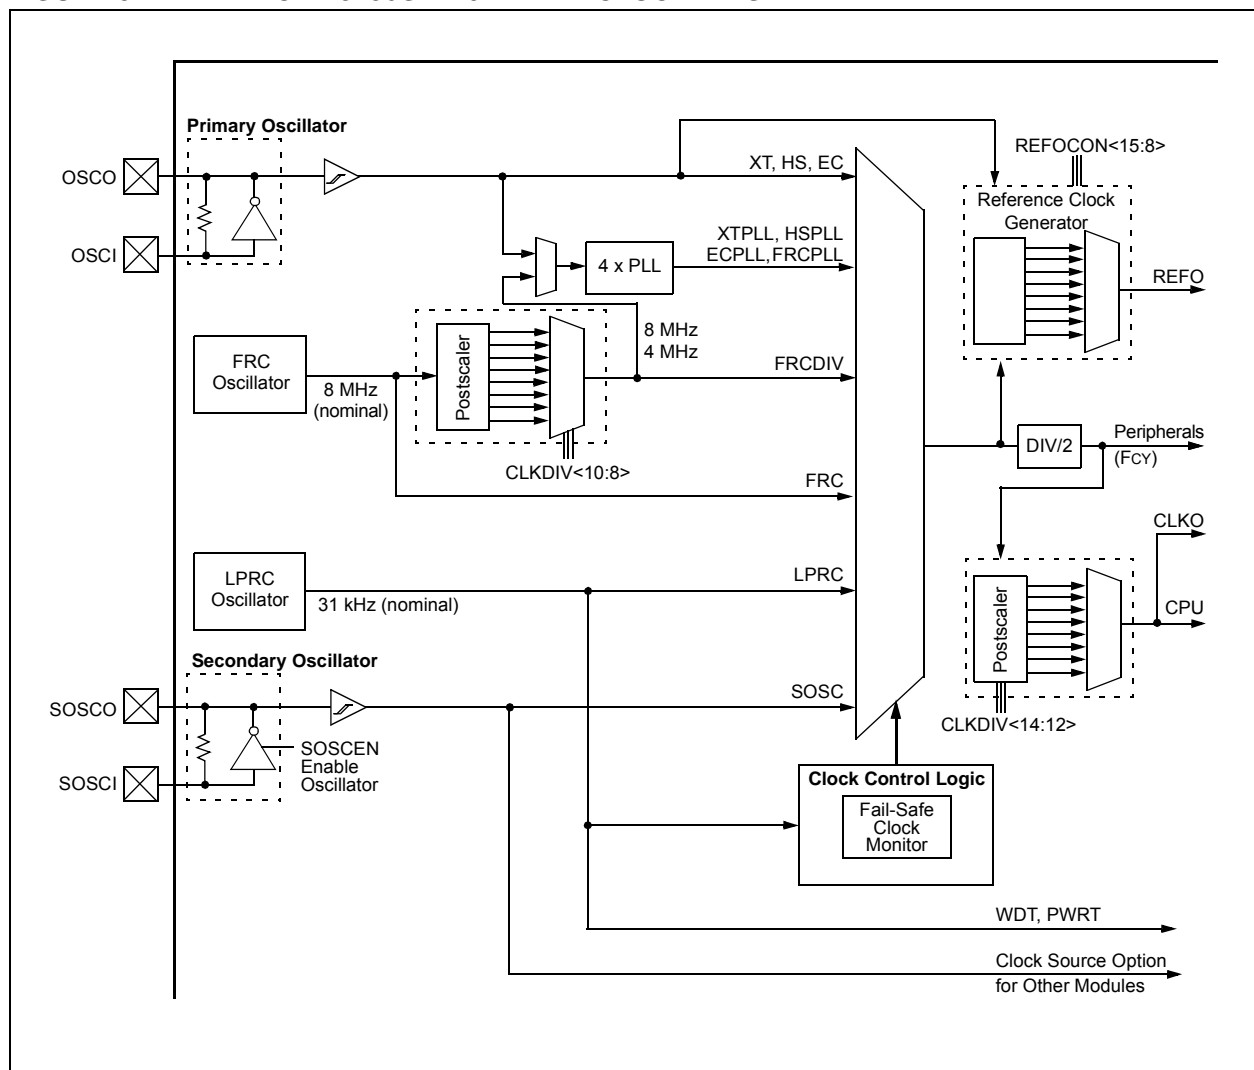 Primary Oscillator
OSCO
OSCI
XT, HS, EC
REFOCON<15:8>
Reference Clock
Generator
XTPLL, HSPLL
ECPLL,FRCPLL
4 x PLL
REFO
8 MHz
4 MHz
FRC
Oscillator
8 MHz
(nominal)
Postscaler
FRCDIV
CLKDIV<10:8>
FRC
DIV/2
Peripherals
(FCY)
CLKO
LPRC
Oscillator
31 kHz (nominal)
LPRC
Postscaler
CPU
Secondary Oscillator
SOSCO
SOSCI
SOSCEN
Enable
Oscillator
SOSC
CLKDIV<14:12>
Clock Control Logic
Fail-Safe
Clock
Monitor
WDT, PWRT
Clock Source Option
for Other Modules